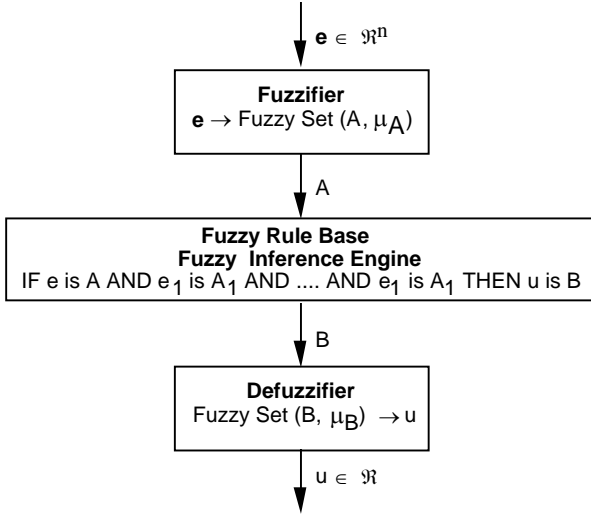 e ∈ ℜn
Fuzzifier
e → Fuzzy Set (A, μA)
A
Fuzzy Rule Base
Fuzzy Inference Engine
IF e is A AND e1 is A1 AND .... AND e1 is A1 THEN u is B
B
Defuzzifier
Fuzzy Set (B, μB) → u
u ∈ ℜ